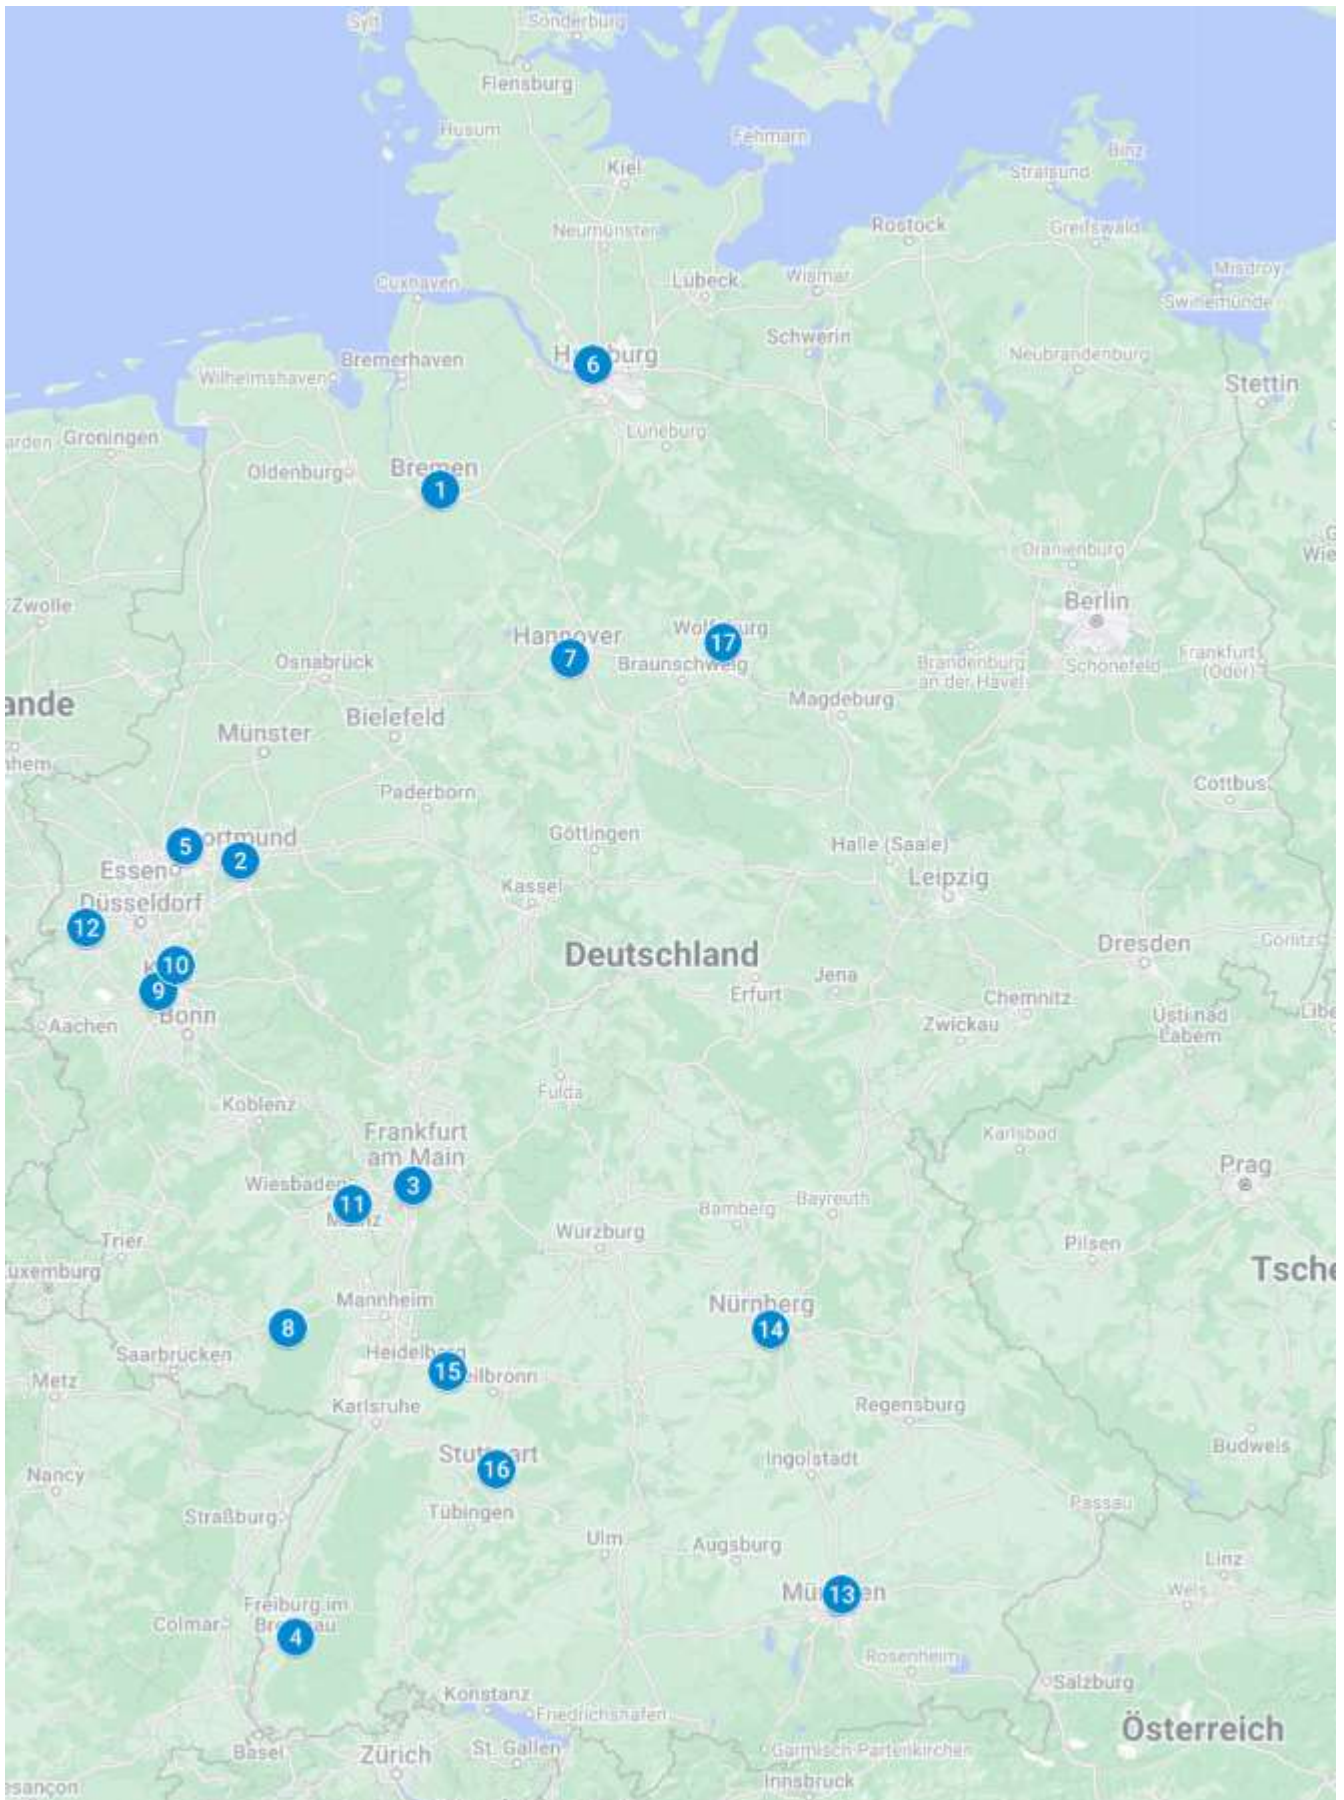 Sylt
Sonderburg
Flensburg
Husum
Fehmarn
Kiel
Binz
Stralsund
Rostock
Greifswald
Neumünster
Misdroy
Cuxhaven
Lübeck
Wismar
Swinemünde
Schwerin
Bremerhaven
6
Neubrandenburg
Wilhelmshaven
Stettin
Lüneburg
Groningen
Oldenburg
Bremen
1
Oranienburg
Zwolle
Berlin
Hannover
7
17
Osnabrück
Braunschweig
Brandenburg
an der Havel
Schönefeld
Frankfurt
(Oder)
Magdeburg
Bielefeld
Münster
Cottbus
Paderborn
Göttingen
Halle (Saale)
5
2
Essen
Leipzig
Kassel
Düsseldorf
12
Deutschland
Dresden
Görlitz
10
9
Jena
Erfurt
Chemnitz
Bonn
Aachen
Zwickau
Ústí nad
Labem
Fulda
Koblenz
Frankfurt
am Main
Karlsbad
Prag
Wiesbaden
3
11
Bayreuth
Bamberg
Würzburg
Trier
Pilsen
Mannheim
Nürnberg
8
14
Saarbrücken
Heidelberg
15
Metz
Karlsruhe
Regensburg
Budweis
Stuttgart
16
Ingolstadt
Nancy
Passau
Straßburg
Tübingen
Ulm
Augsburg
Linz
Wels
13
Freiburg im
Breisgau
4
Colmar
Rosenheim
Salzburg
Konstanz
Friedrichshafen
Österreich
Basel
Zürich
St. Gallen
Garmisch-Partenkirchen
Innsbruck